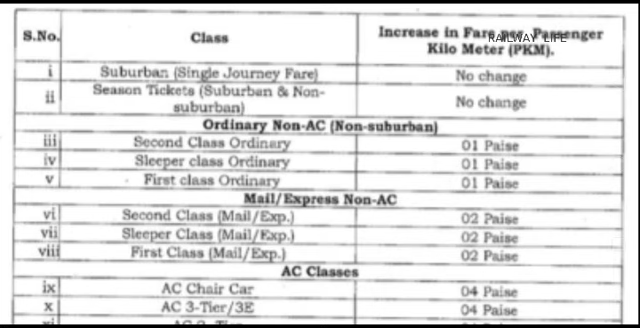 S.No. Class Increase in Fare per Passenger Kilo Meter (PKM).
RAILWAY LIFE
i Suburban (Single Journey Fare) No change
ii Season Tickets (Suburban & Non-suburban) No change
Ordinary Non-AC (Non-suburban)
iii Second Class Ordinary 01 Paise
iv Sleeper class Ordinary 01 Paise
v First class Ordinary 01 Paise
Mail/Express Non-AC
vi Second Class (Mail/Exp.) 02 Paise
vii Sleeper Class (Mail/Exp.) 02 Paise
viii First Class (Mail/Exp.) 02 Paise
AC Classes
ix AC Chair Car 04 Paise
x AC 3-Tier/3E 04 Paise